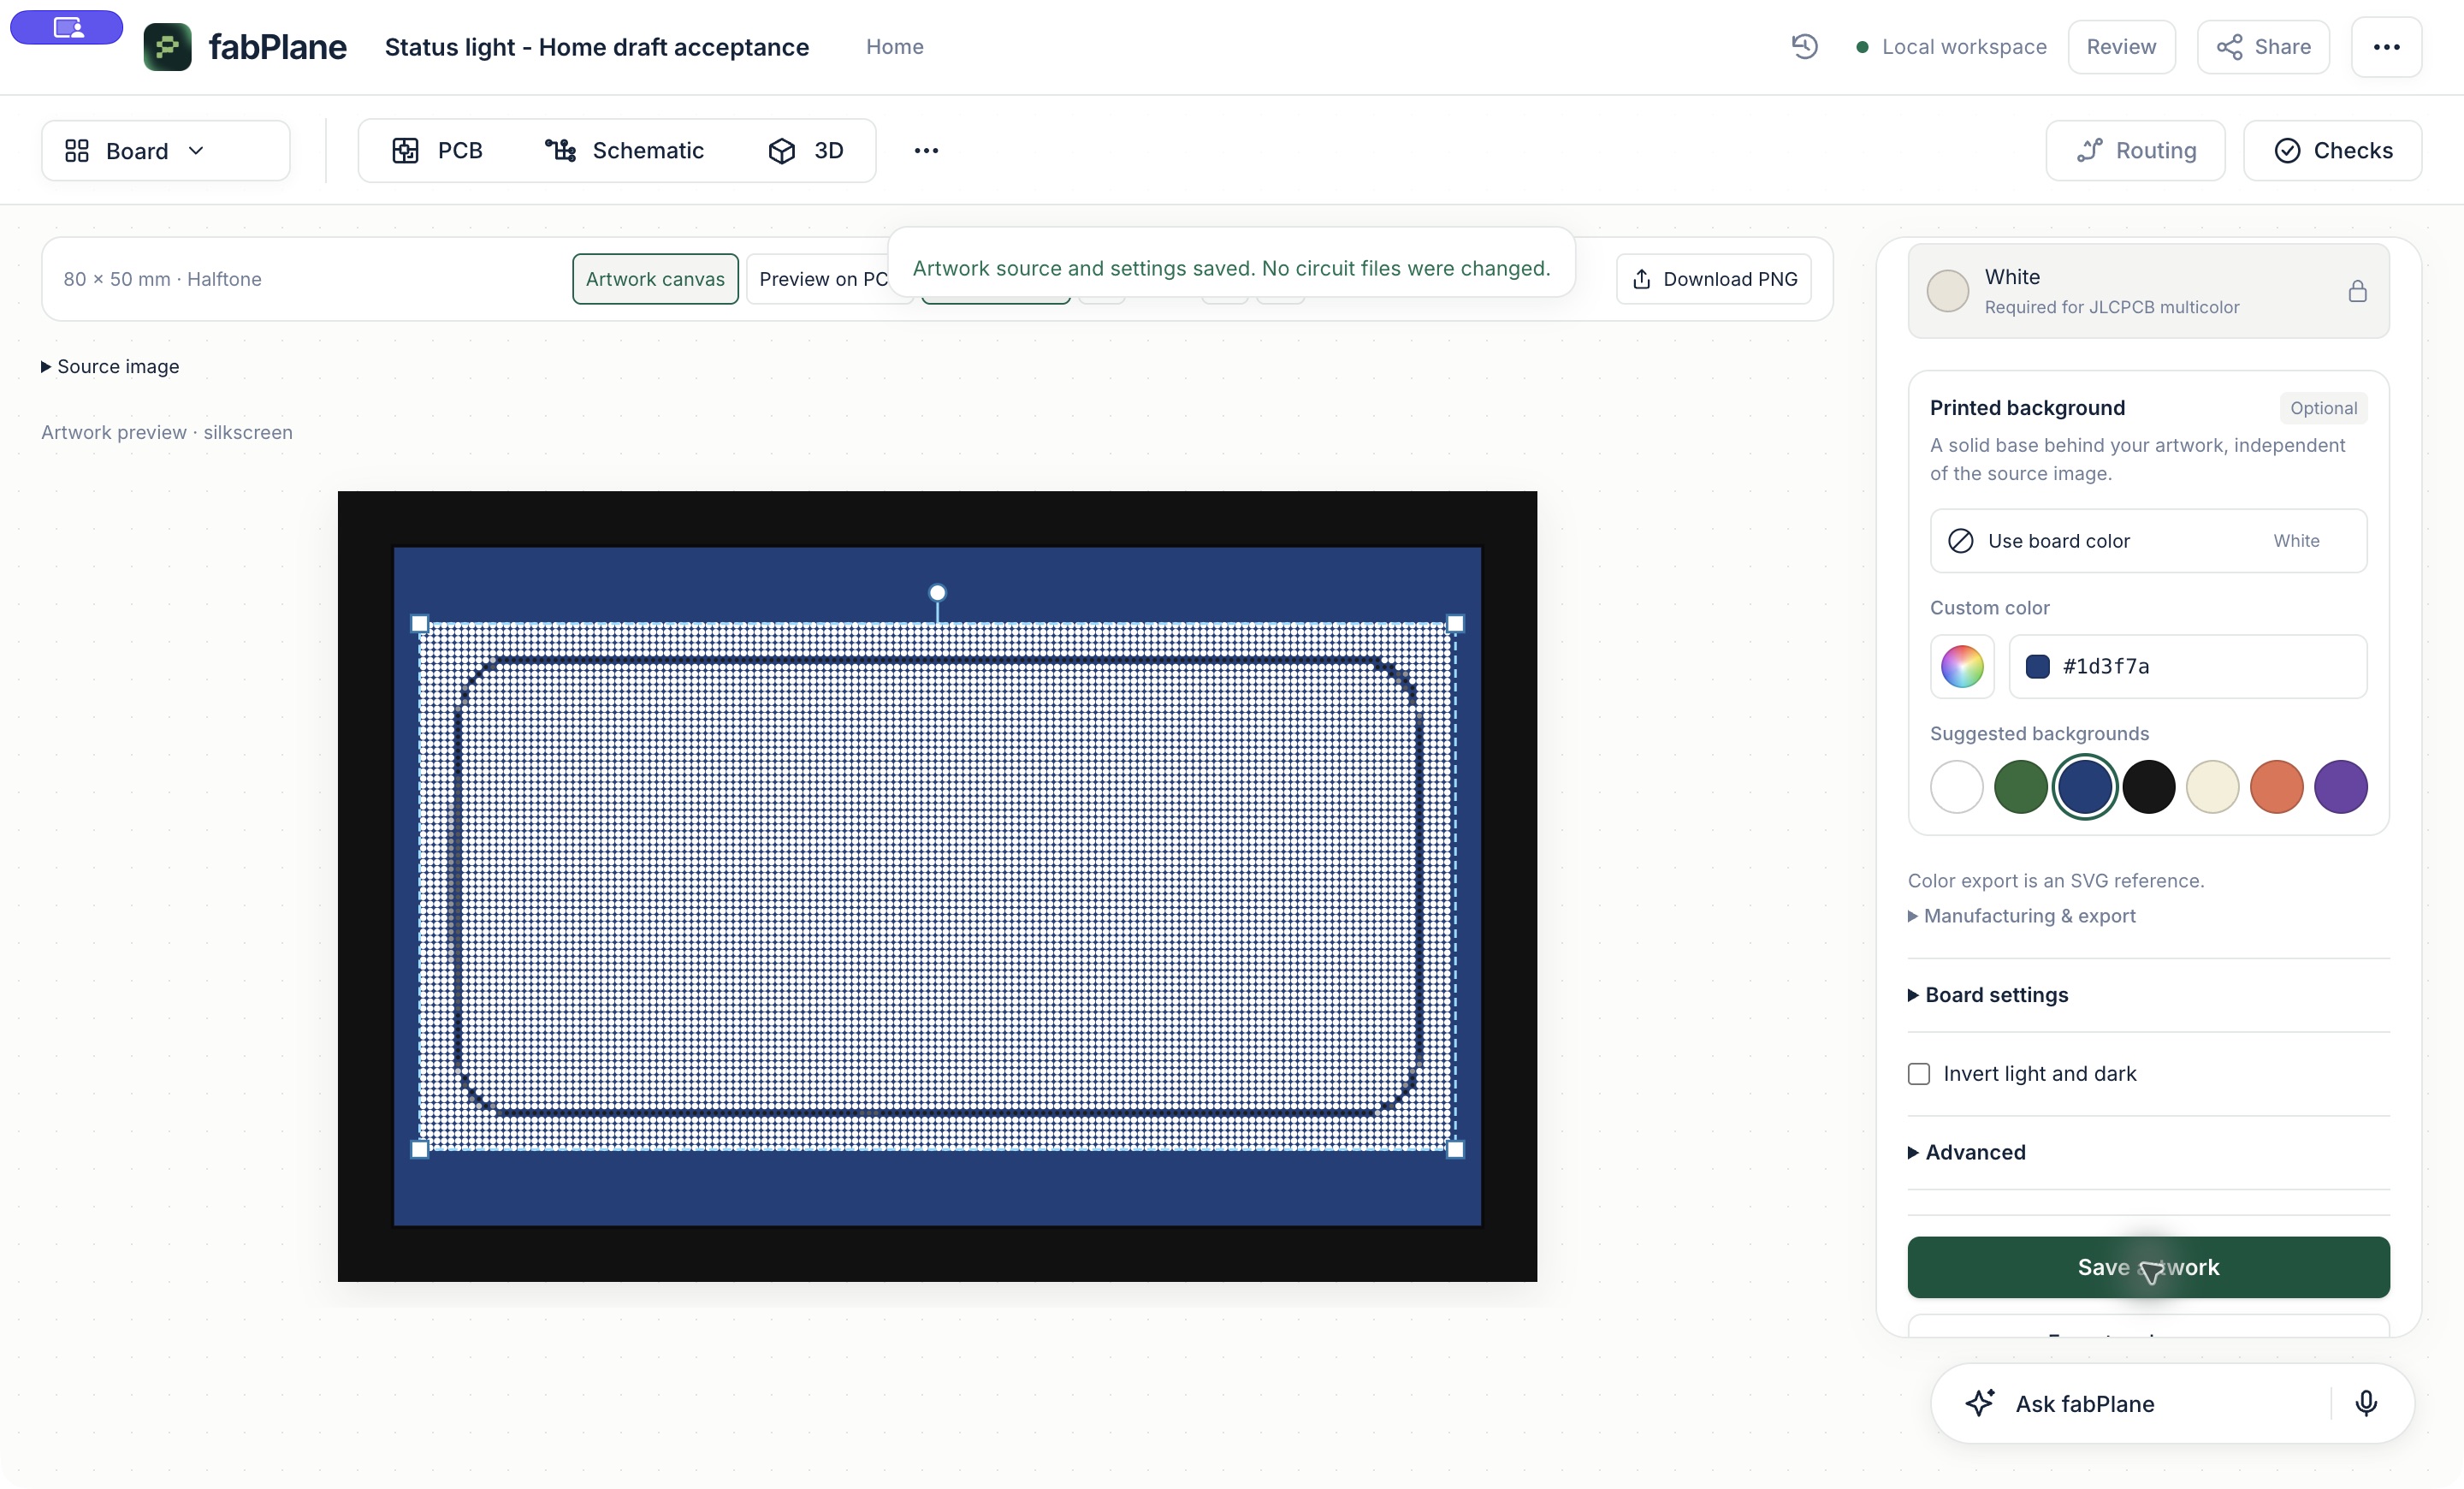 fabPlane
Status light - Home draft acceptance
Home
Local workspace
Review
Share
Board
PCB
Schematic
3D
Routing
Checks
80 × 50 mm · Halftone
Artwork canvas
Preview on PC
Artwork source and settings saved. No circuit files were changed.
Download PNG
Source image
Artwork preview · silkscreen
White
Required for JLCPCB multicolor
Printed background
Optional
A solid base behind your artwork, independent
of the source image.
Use board color
White
Custom color
#1d3f7a
Suggested backgrounds
Color export is an SVG reference.
Manufacturing & export
Board settings
Invert light and dark
Advanced
Save artwork
Ask fabPlane